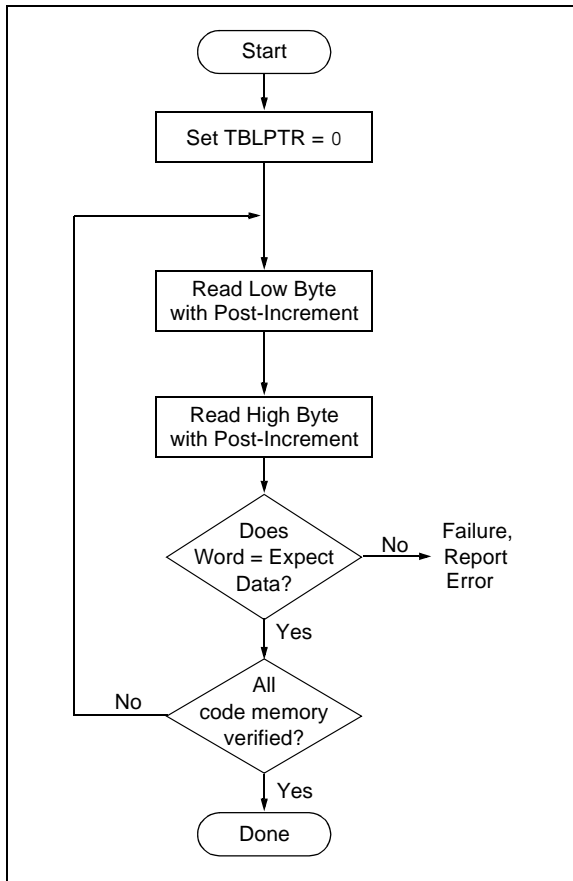 Start
Set TBLPTR = 0
Read Low Byte
with Post-Increment
Read High Byte
with Post-Increment
Does
Word = Expect
Data?
No
Failure,
Report
Error
Yes
All
code memory
verified?
No
Yes
Done